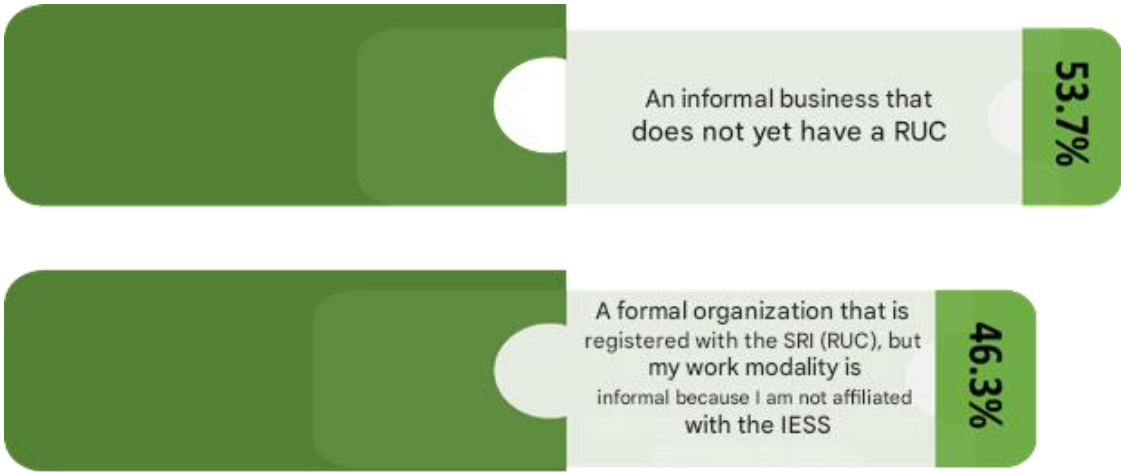 An informal business that
does not yet have a RUC
53.7%
A formal organization that is
registered with the SRI (RUC), but
my work modality is
informal because I am not affiliated
with the IESS
46.3%